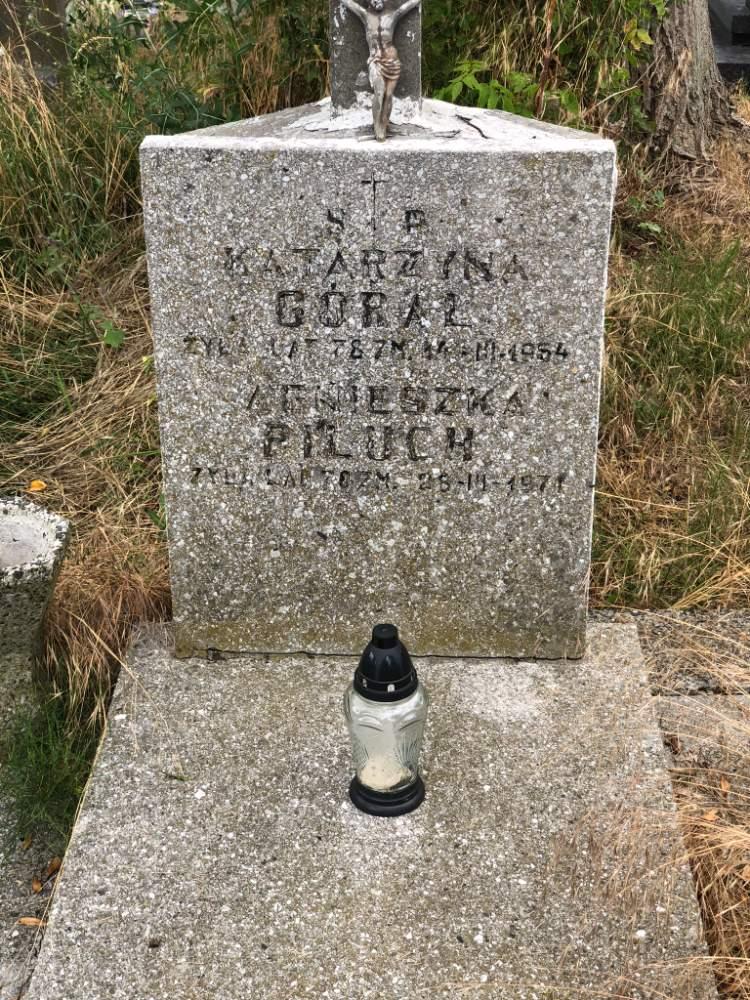 Ś P
KATARZYNA
GÓRAL
ŻYŁA LAT 78 ZM. 14-III-1954
AGNIESZKA
PILUCH
ŻYŁA LAT 78 ZM. 28-III-1971